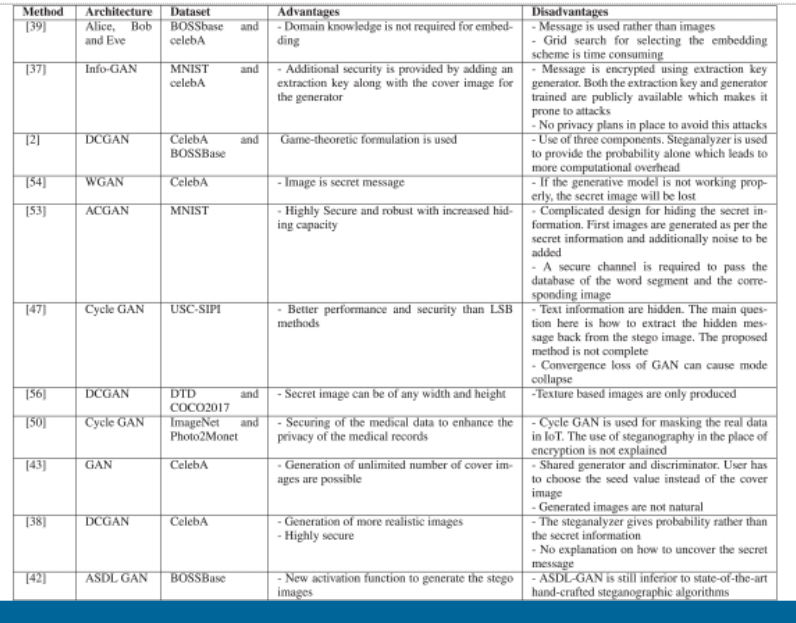 Method Architecture Dataset Advantages Disadvantages
[39] Alice, Bob and Eve BOSSbase and celebA - Domain knowledge is not required for embedding - Message is used rather than images
- Grid search for selecting the embedding scheme is time consuming
[37] Info-GAN MNIST and celebA - Additional security is provided by adding an extraction key along with the cover image for the generator - Message is encrypted using extraction key generator. Both the extraction key and generator trained are publicly available which makes it prone to attacks
- No privacy plans in place to avoid this attacks
[2] DCGAN CelebA and BOSSBase Game-theoretic formulation is used - Use of three components. Steganalyzer is used to provide the probability alone which leads to more computational overhead
[54] WGAN CelebA - Image is secret message - If the generative model is not working properly, the secret image will be lost
[53] ACGAN MNIST - Highly Secure and robust with increased hiding capacity - Complicated design for hiding the secret information. First images are generated as per the secret information and additionally noise to be added
- A secure channel is required to pass the database of the word segment and the corresponding image
[47] Cycle GAN USC-SIPI - Better performance and security than LSB methods - Text information are hidden. The main question here is how to extract the hidden message back from the stego image. The proposed method is not complete
- Convergence loss of GAN can cause mode collapse
[56] DCGAN DTD and COCO2017 - Secret image can be of any width and height -Texture based images are only produced
[50] Cycle GAN ImageNet and Photo2Monet - Securing of the medical data to enhance the privacy of the medical records - Cycle GAN is used for masking the real data in IoT. The use of steganography in the place of encryption is not explained
[43] GAN CelebA - Generation of unlimited number of cover images are possible - Shared generator and discriminator. User has to choose the seed value instead of the cover image
- Generated images are not natural
[38] DCGAN CelebA - Generation of more realistic images
- Highly secure - The steganalyzer gives probability rather than the secret information
- No explanation on how to uncover the secret message
[42] ASDL GAN BOSSBase - New activation function to generate the stego images - ASDL-GAN is still inferior to state-of-the-art hand-crafted steganographic algorithms